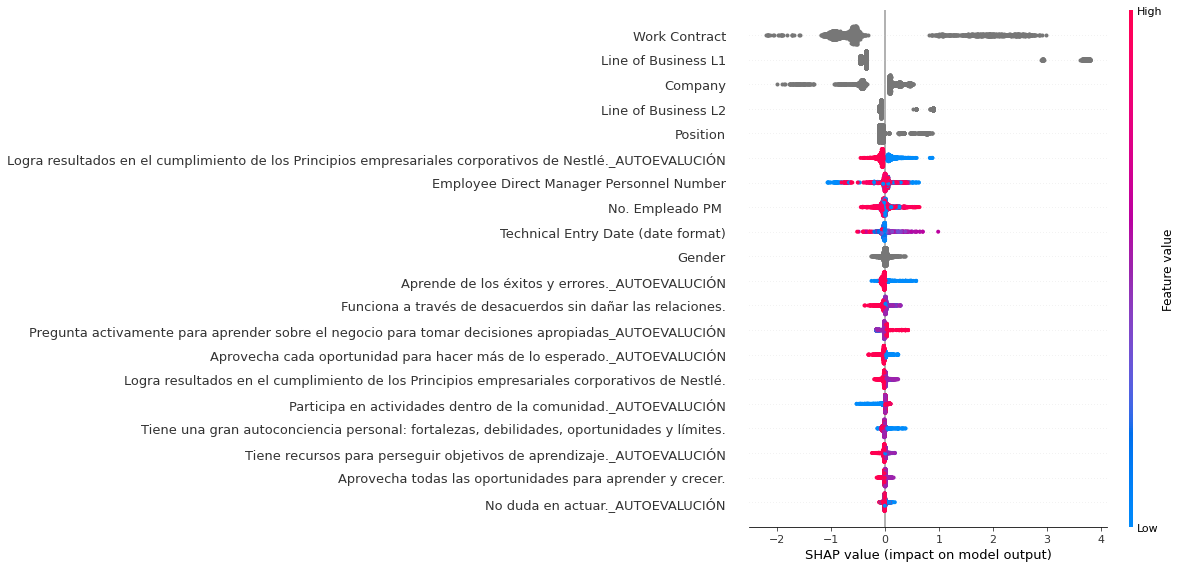 High
Work Contract
Line of Business L1
Company
Line of Business L2
Position
Logra resultados en el cumplimiento de los Principios empresariales corporativos de Nestlé._AUTOEVALUCIÓN
Employee Direct Manager Personnel Number
No. Empleado PM
Technical Entry Date (date format)
Gender
Aprende de los éxitos y errores._AUTOEVALUCIÓN
Funciona a través de desacuerdos sin dañar las relaciones.
Pregunta activamente para aprender sobre el negocio para tomar decisiones apropiadas_AUTOEVALUCIÓN
Aprovecha cada oportunidad para hacer más de lo esperado._AUTOEVALUCIÓN
Logra resultados en el cumplimiento de los Principios empresariales corporativos de Nestlé.
Participa en actividades dentro de la comunidad._AUTOEVALUCIÓN
Tiene una gran autoconciencia personal: fortalezas, debilidades, oportunidades y límites.
Tiene recursos para perseguir objetivos de aprendizaje._AUTOEVALUCIÓN
Aprovecha todas las oportunidades para aprender y crecer.
No duda en actuar._AUTOEVALUCIÓN
Feature value
Low
−2 −1 0 1 2 3 4
SHAP value (impact on model output)